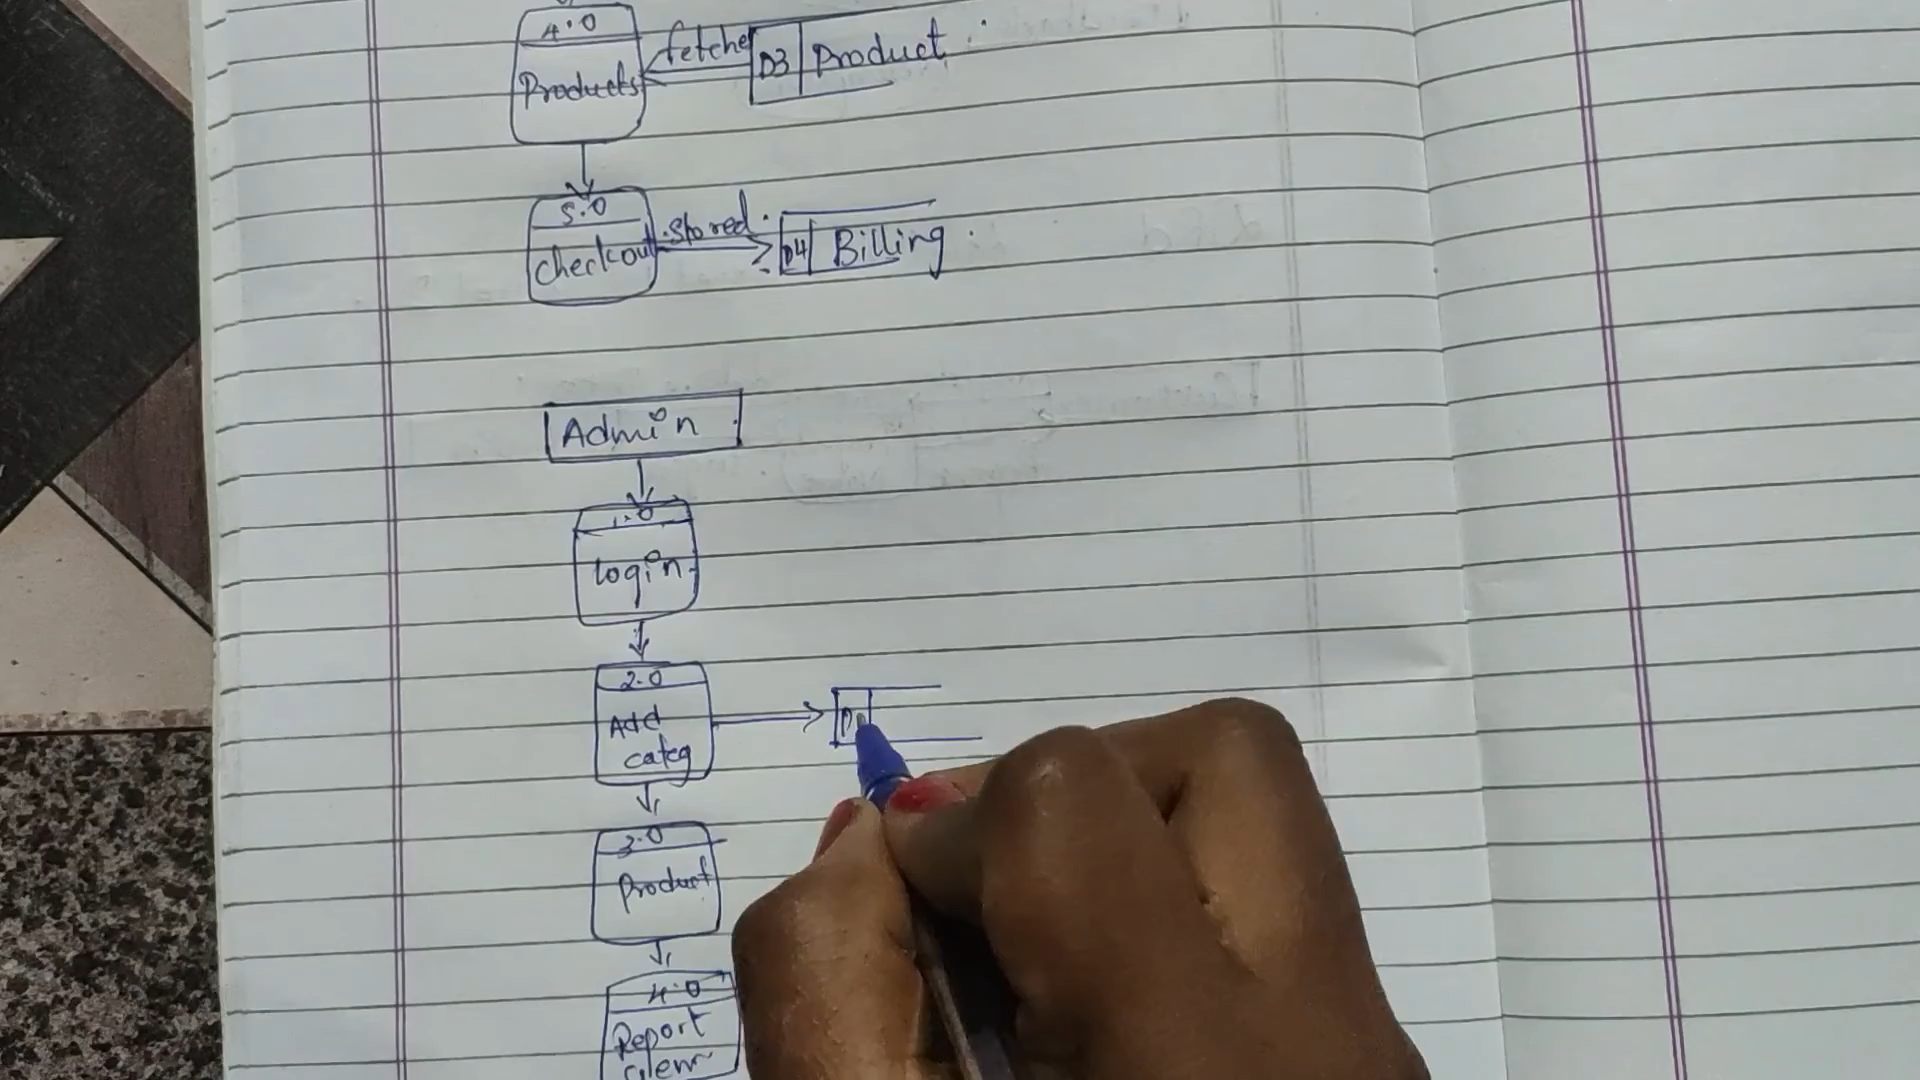 4.0
Products
fetche
D3 Product
5.0
checkout
stored
D4 Billing
Admin
1.0
login
2.0
Add
categ
D
3.0
Product
4.0
Report